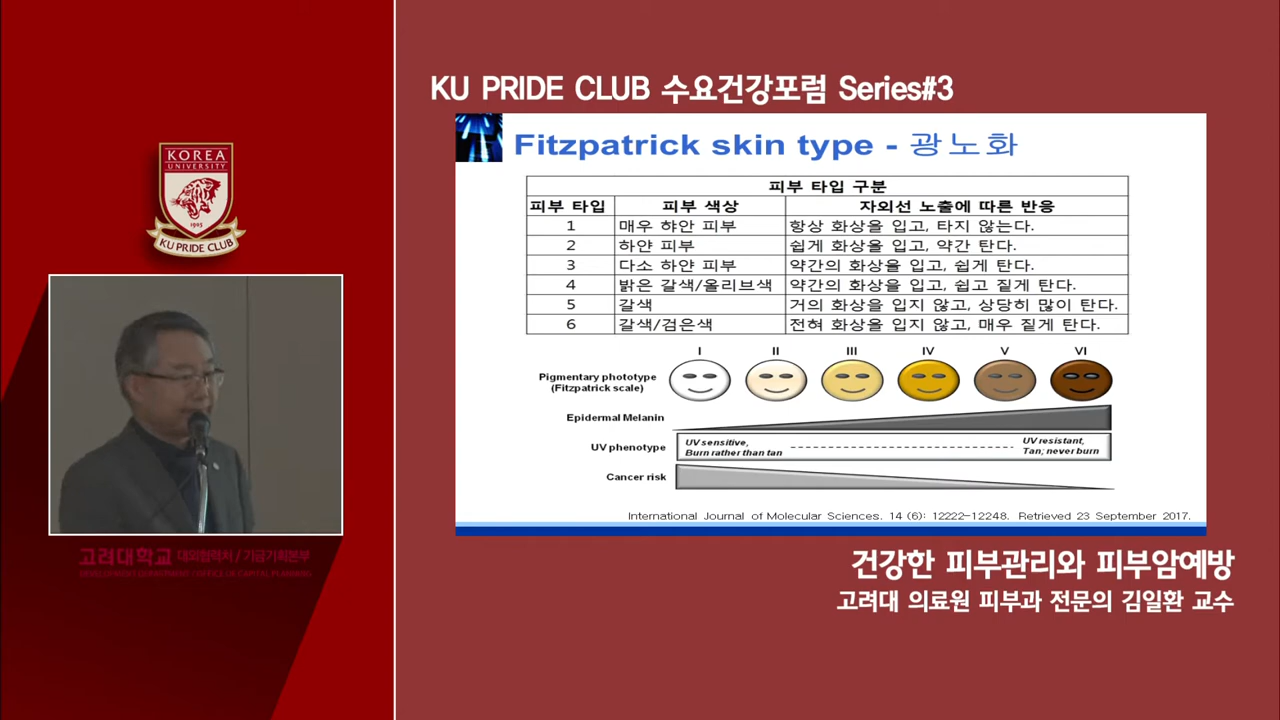 KU PRIDE CLUB 수요건강포럼 Series#3
KOREA
UNIVERSITY
1905
KU PRIDE CLUB
Fitzpatrick skin type - 광노화
피부 타입 구분
피부 타입 피부 색상 자외선 노출에 따른 반응
1 매우 하얀 피부 항상 화상을 입고, 타지 않는다.
2 하얀 피부 쉽게 화상을 입고, 약간 탄다.
3 다소 하얀 피부 약간의 화상을 입고, 쉽게 탄다.
4 밝은 갈색/올리브색 약간의 화상을 입고, 쉽고 짙게 탄다.
5 갈색 거의 화상을 입지 않고, 상당히 많이 탄다.
6 갈색/검은색 전혀 화상을 입지 않고, 매우 짙게 탄다.
I II III IV V VI
Pigmentary phototype
(Fitzpatrick scale)
Epidermal Melanin
UV phenotype
UV sensitive,
Burn rather than tan
UV resistant,
Tan; never burn
Cancer risk
International Journal of Molecular Sciences. 14 (6): 12222–12248. Retrieved 23 September 2017.
고려대학교 대외협력처 / 기금기획본부
건강한 피부관리와 피부암예방
고려대 의료원 피부과 전문의 김일환 교수